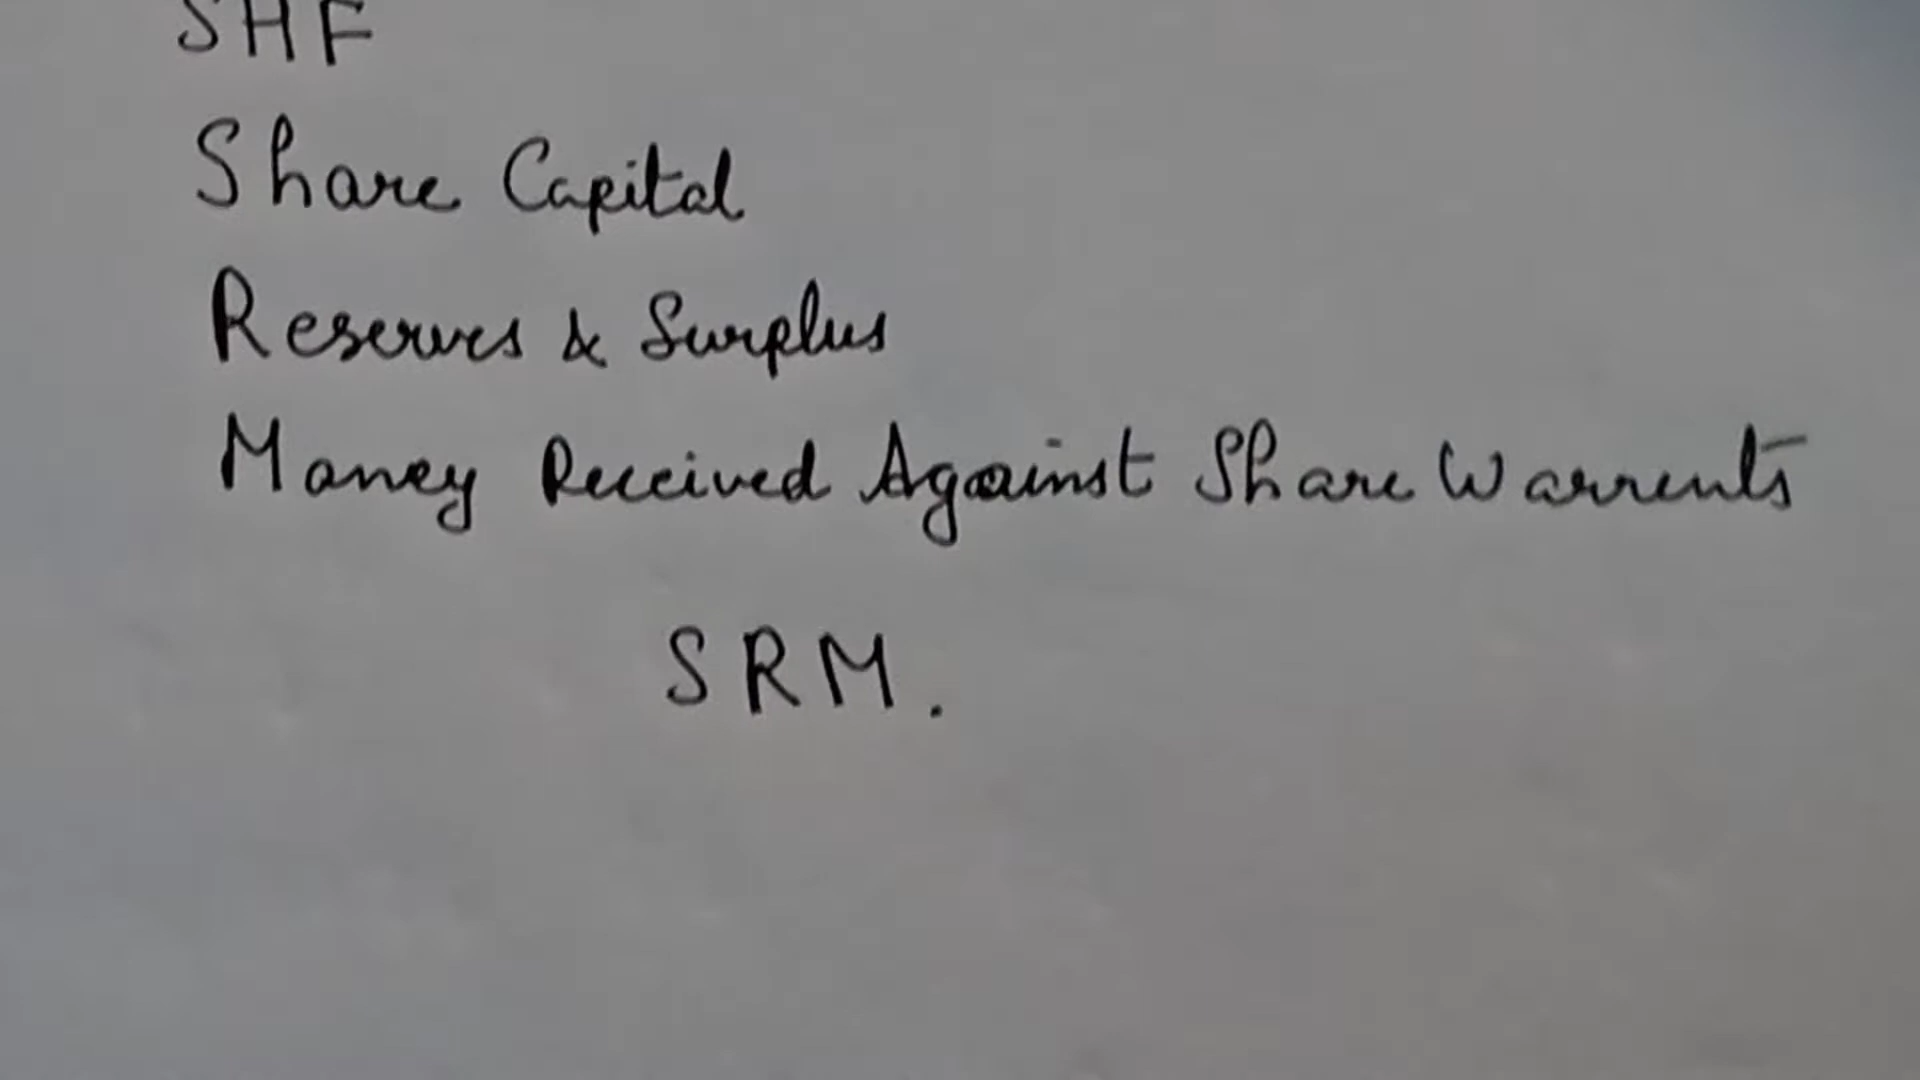 SHF
Share Capital
Reserves & Surplus
Money Received Against Share Warrents
SRM.